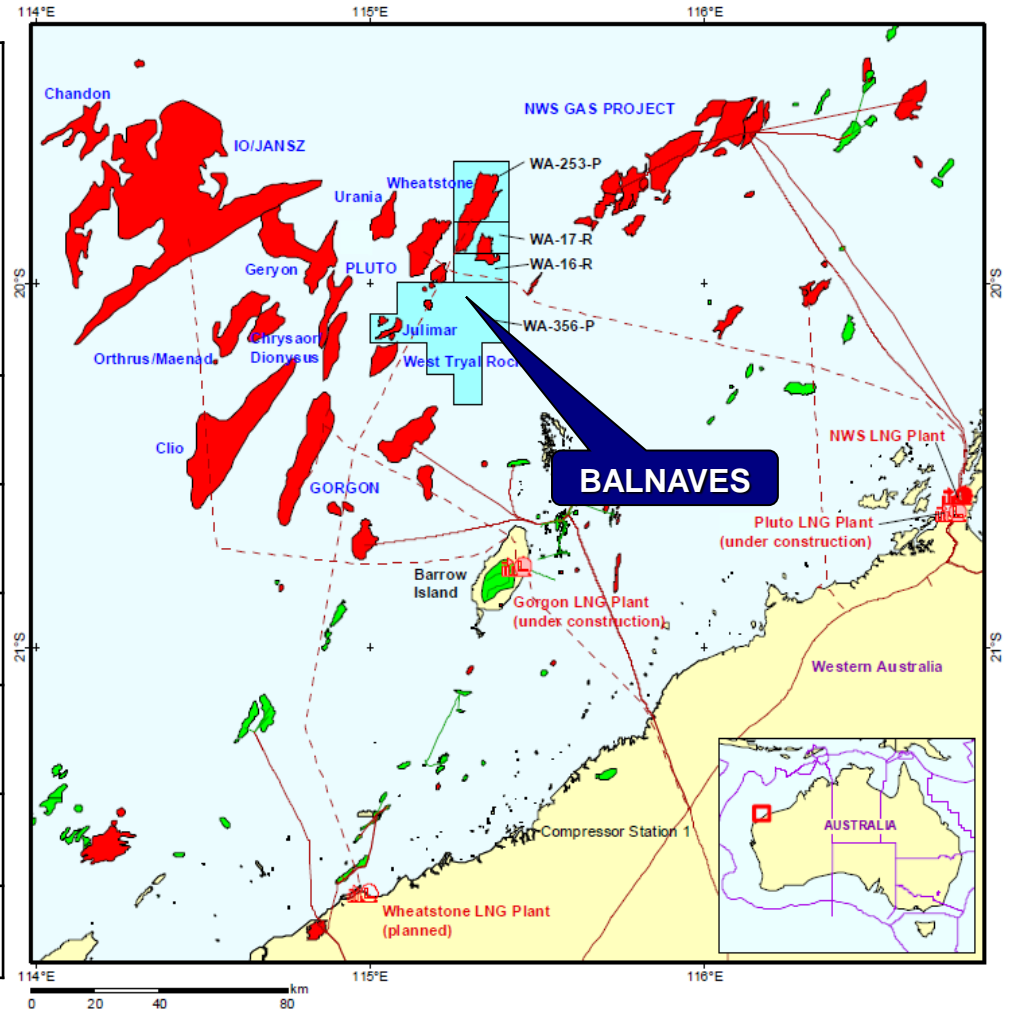 114°E
115°E
116°E
Chandon
NWS GAS PROJECT
IO/JANSZ
WA-253-P
Wheatstone
Urania
WA-17-R
WA-16-R
Geryon
PLUTO
20°S
20°S
WA-356-P
Julimar
Chrysaor
Dionysus
Orthrus/Maenad
West Tryal Roc
NWS LNG Plant
Clio
BALNAVES
GORGON
Pluto LNG Plant
(under construction)
Barrow
Island
Gorgon LNG Plant
(under construction)
21°S
21°S
Western Australia
AUSTRALIA
Compressor Station 1
Wheatstone LNG Plant
(planned)
114°E
115°E
116°E
km
0 20 40 80